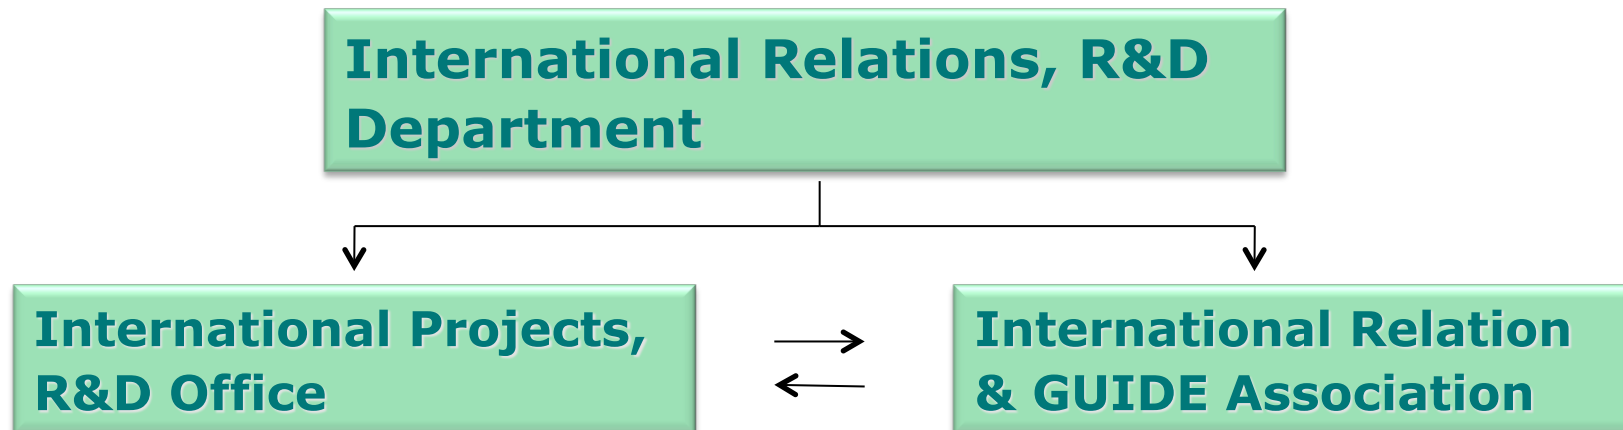 International Relations, R&D
Department
International Projects,
R&D Office
International Relation
& GUIDE Association